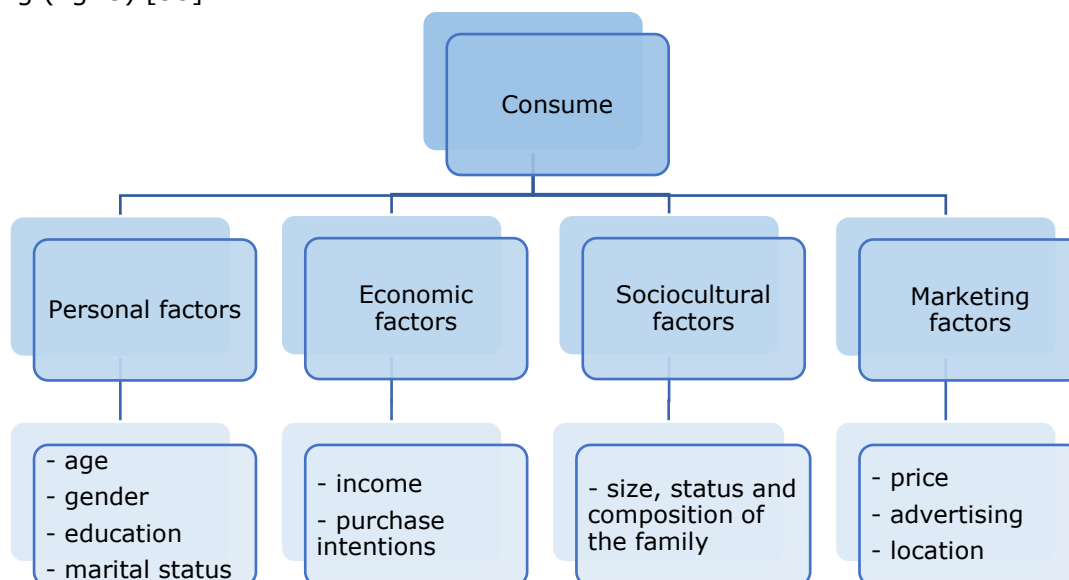 Consume
Personal factors
Economic
factors
Sociocultural
factors
Marketing
factors
- age
- gender
- education
- marital status
- income
- purchase
intentions
- size, status and
composition of
the family
- price
- advertising
- location